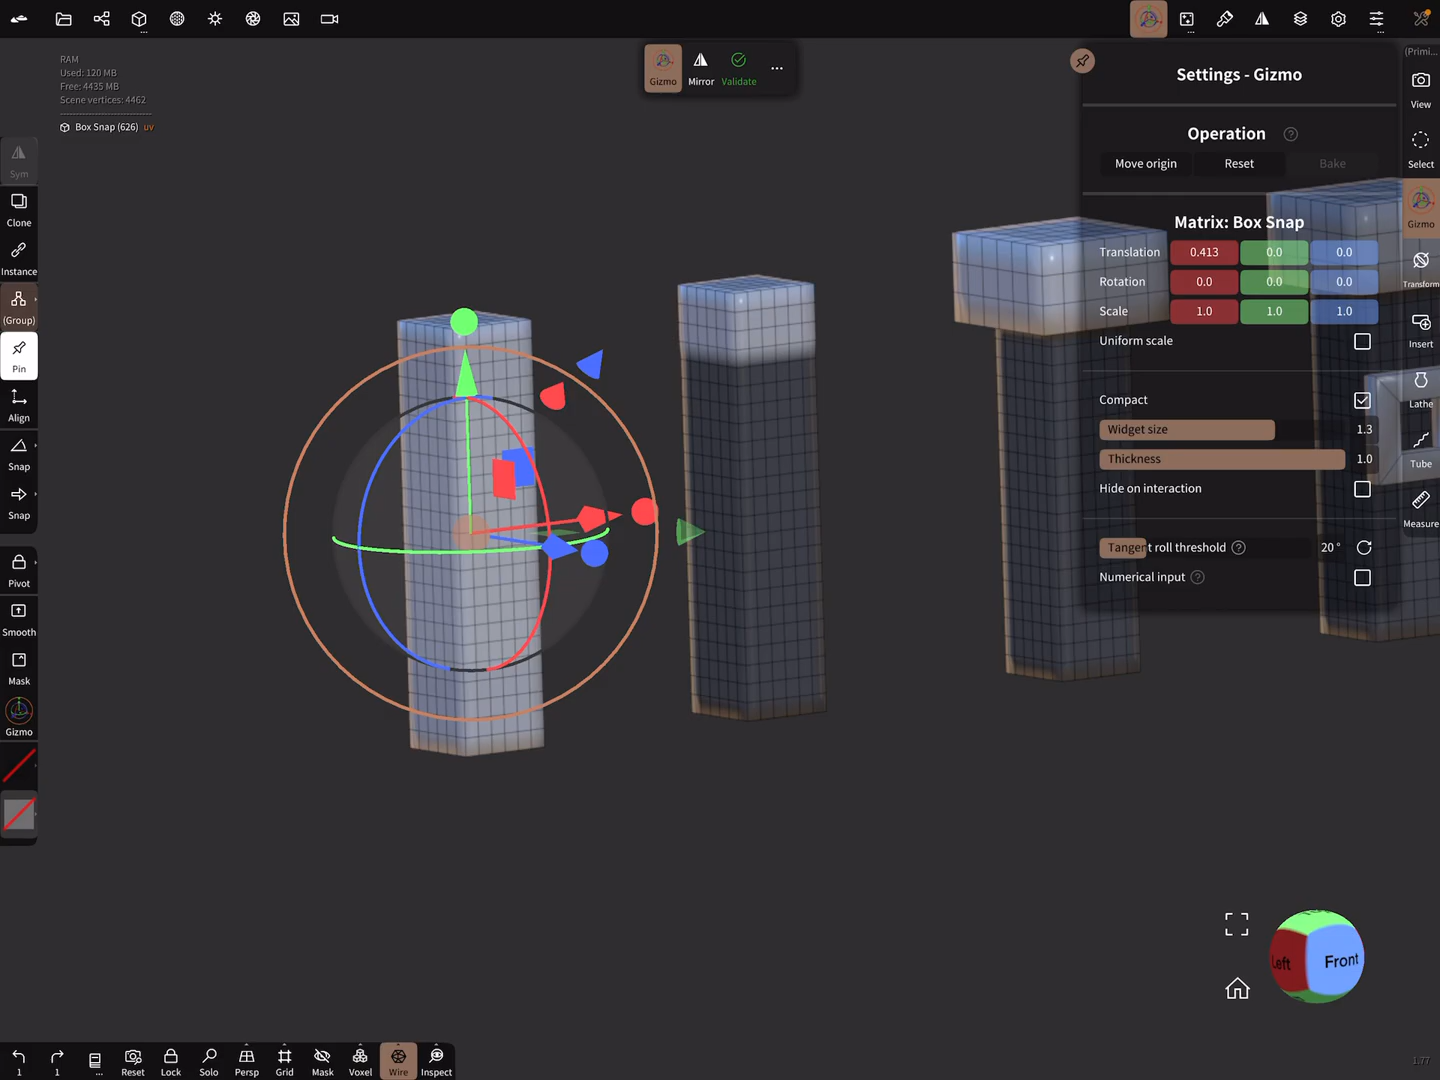 RAM
Used: 120 MB
Free: 4435 MB
Scene vertices: 4462
Box Snap (626) uv
Gizmo
Mirror
Validate
...
Settings - Gizmo
Operation ?
Move origin
Reset
Bake
Matrix: Box Snap
Translation 0.413 0.0 0.0
Rotation 0.0 0.0 0.0
Scale 1.0 1.0 1.0
Uniform scale
Compact
Widget size 1.3
Thickness 1.0
Hide on interaction
Tangent roll threshold ? 20 °
Numerical input ?
(Primi...
View
Select
Gizmo
Transform
Insert
Lathe
Tube
Measure
Sym
Clone
Instance
(Group)
Pin
Align
Snap
Snap
Pivot
Smooth
Mask
Gizmo
Left
Front
1
1
...
Reset
Lock
Solo
Persp
Grid
Mask
Voxel
Wire
Inspect
1.77